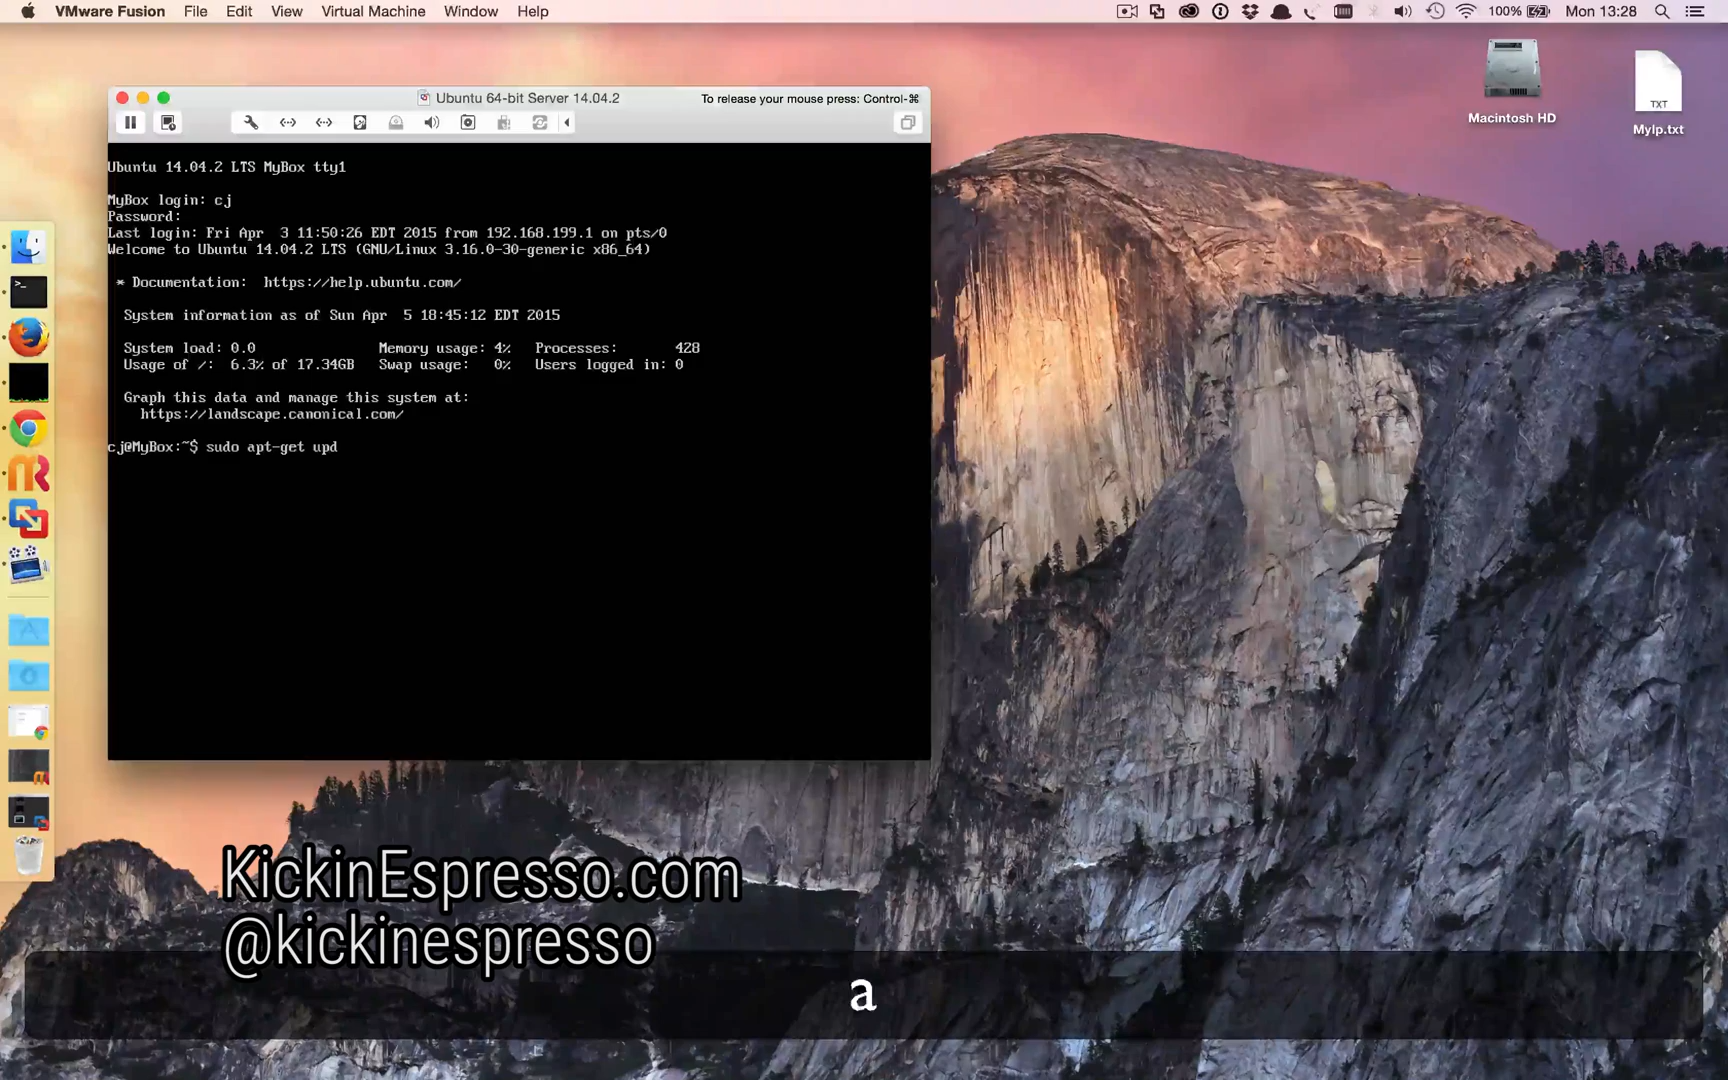 VMware Fusion File Edit View Virtual Machine Window Help 100% Mon 13:28
Ubuntu 64-bit Server 14.04.2 To release your mouse press: Control-⌘
Macintosh HD
TXT
MyIp.txt
Ubuntu 14.04.2 LTS MyBox tty1
MyBox login: cj
Password:
Last login: Fri Apr  3 11:50:26 EDT 2015 from 192.168.199.1 on pts/0
Welcome to Ubuntu 14.04.2 LTS (GNU/Linux 3.16.0-30-generic x86_64)
* Documentation:  https://help.ubuntu.com/
System information as of Sun Apr  5 18:45:12 EDT 2015
System load: 0.0 Memory usage: 4% Processes: 428
Usage of /: 6.3% of 17.34GB Swap usage: 0% Users logged in: 0
Graph this data and manage this system at:
https://landscape.canonical.com/
cj@MyBox:~$ sudo apt-get upd
KickinEspresso.com
@kickinespresso
a